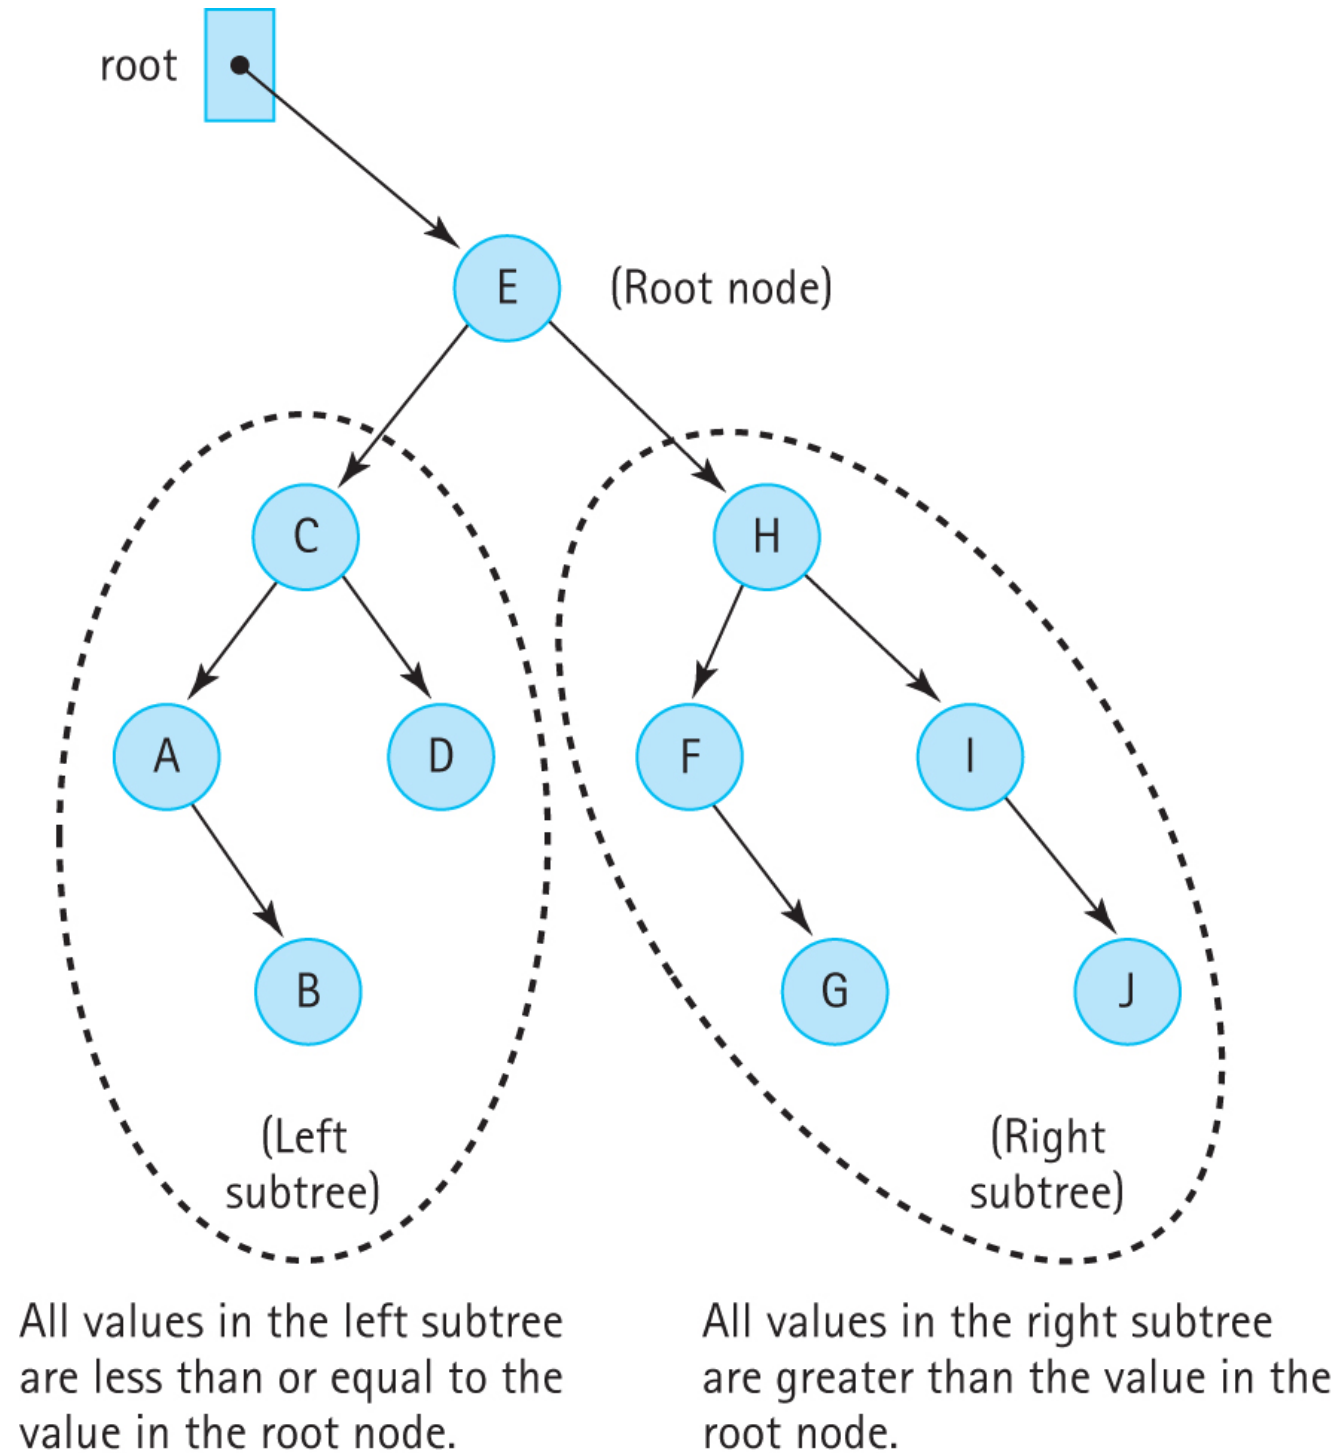 root
E
(Root node)
C
H
A
D
F
I
B
G
J
(Left
subtree)
(Right
subtree)
All values in the left subtree
are less than or equal to the
value in the root node.
All values in the right subtree
are greater than the value in the
root node.